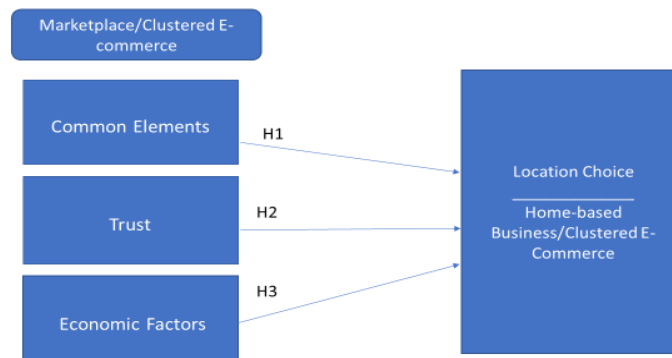 Marketplace/Clustered E-
commerce
Common Elements
H1
Trust
H2
Economic Factors
H3
Location Choice
Home-based
Business/Clustered E-
Commerce